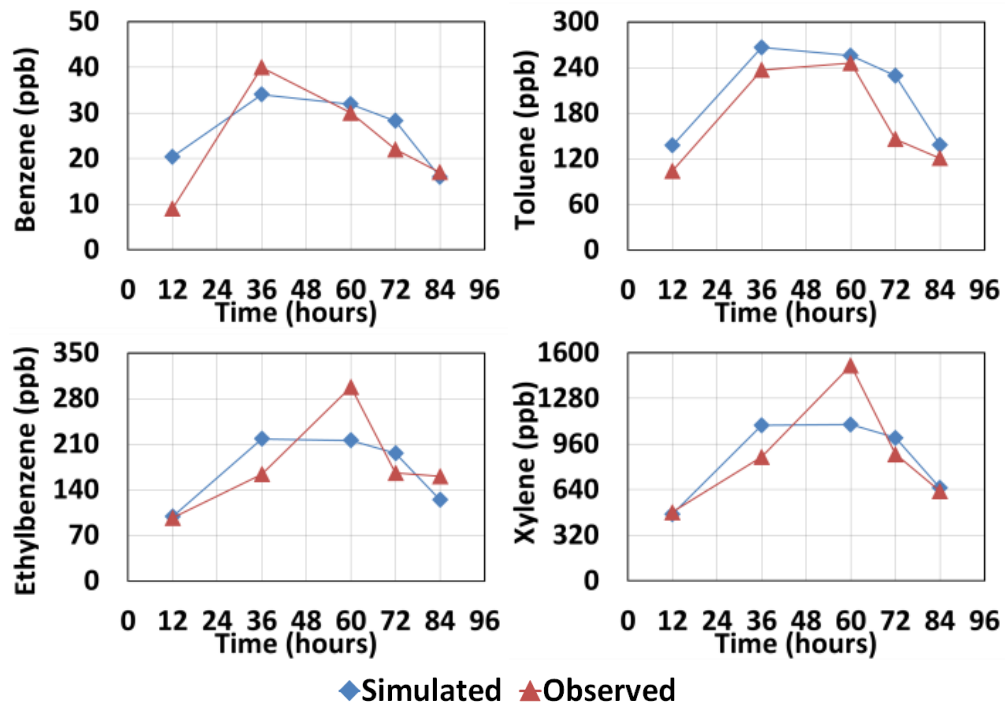 Benzene (ppb)
50
40
30
20
10
0
0 12 24 36 48 60 72 84 96
Time (hours)
Toluene (ppb)
300
240
180
120
60
0
0 12 24 36 48 60 72 84 96
Time (hours)
Ethylbenzene (ppb)
350
280
210
140
70
0
0 12 24 36 48 60 72 84 96
Time (hours)
Xylene (ppb)
1600
1280
960
640
320
0
0 12 24 36 48 60 72 84 96
Time (hours)
Simulated Observed